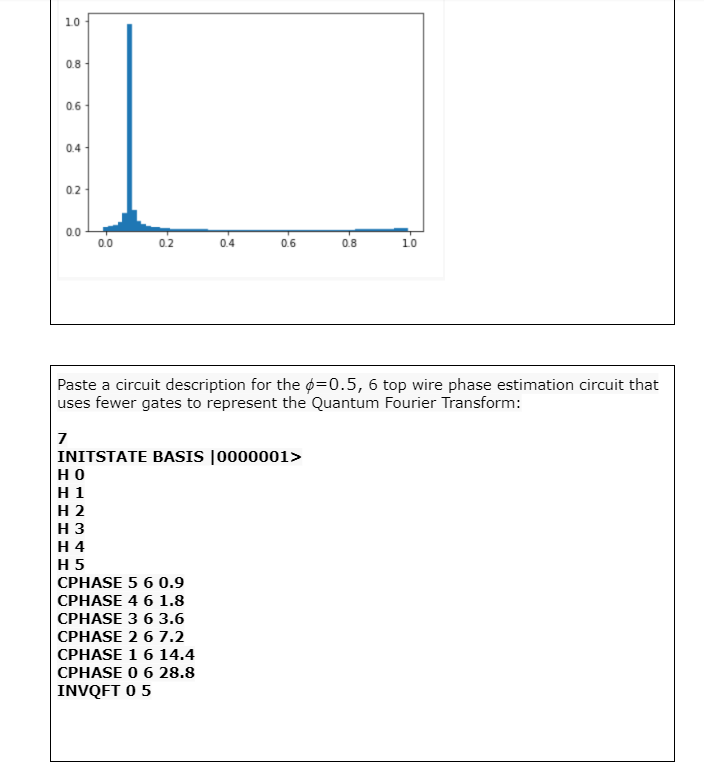 1.0
0.8
0.6
0.4
0.2
0.0
0.0 0.2 0.4 0.6 0.8 1.0
Paste a circuit description for the ϕ=0.5, 6 top wire phase estimation circuit that
uses fewer gates to represent the Quantum Fourier Transform:
7
INITSTATE BASIS |0000001>
H 0
H 1
H 2
H 3
H 4
H 5
CPHASE 5 6 0.9
CPHASE 4 6 1.8
CPHASE 3 6 3.6
CPHASE 2 6 7.2
CPHASE 1 6 14.4
CPHASE 0 6 28.8
INVQFT 0 5